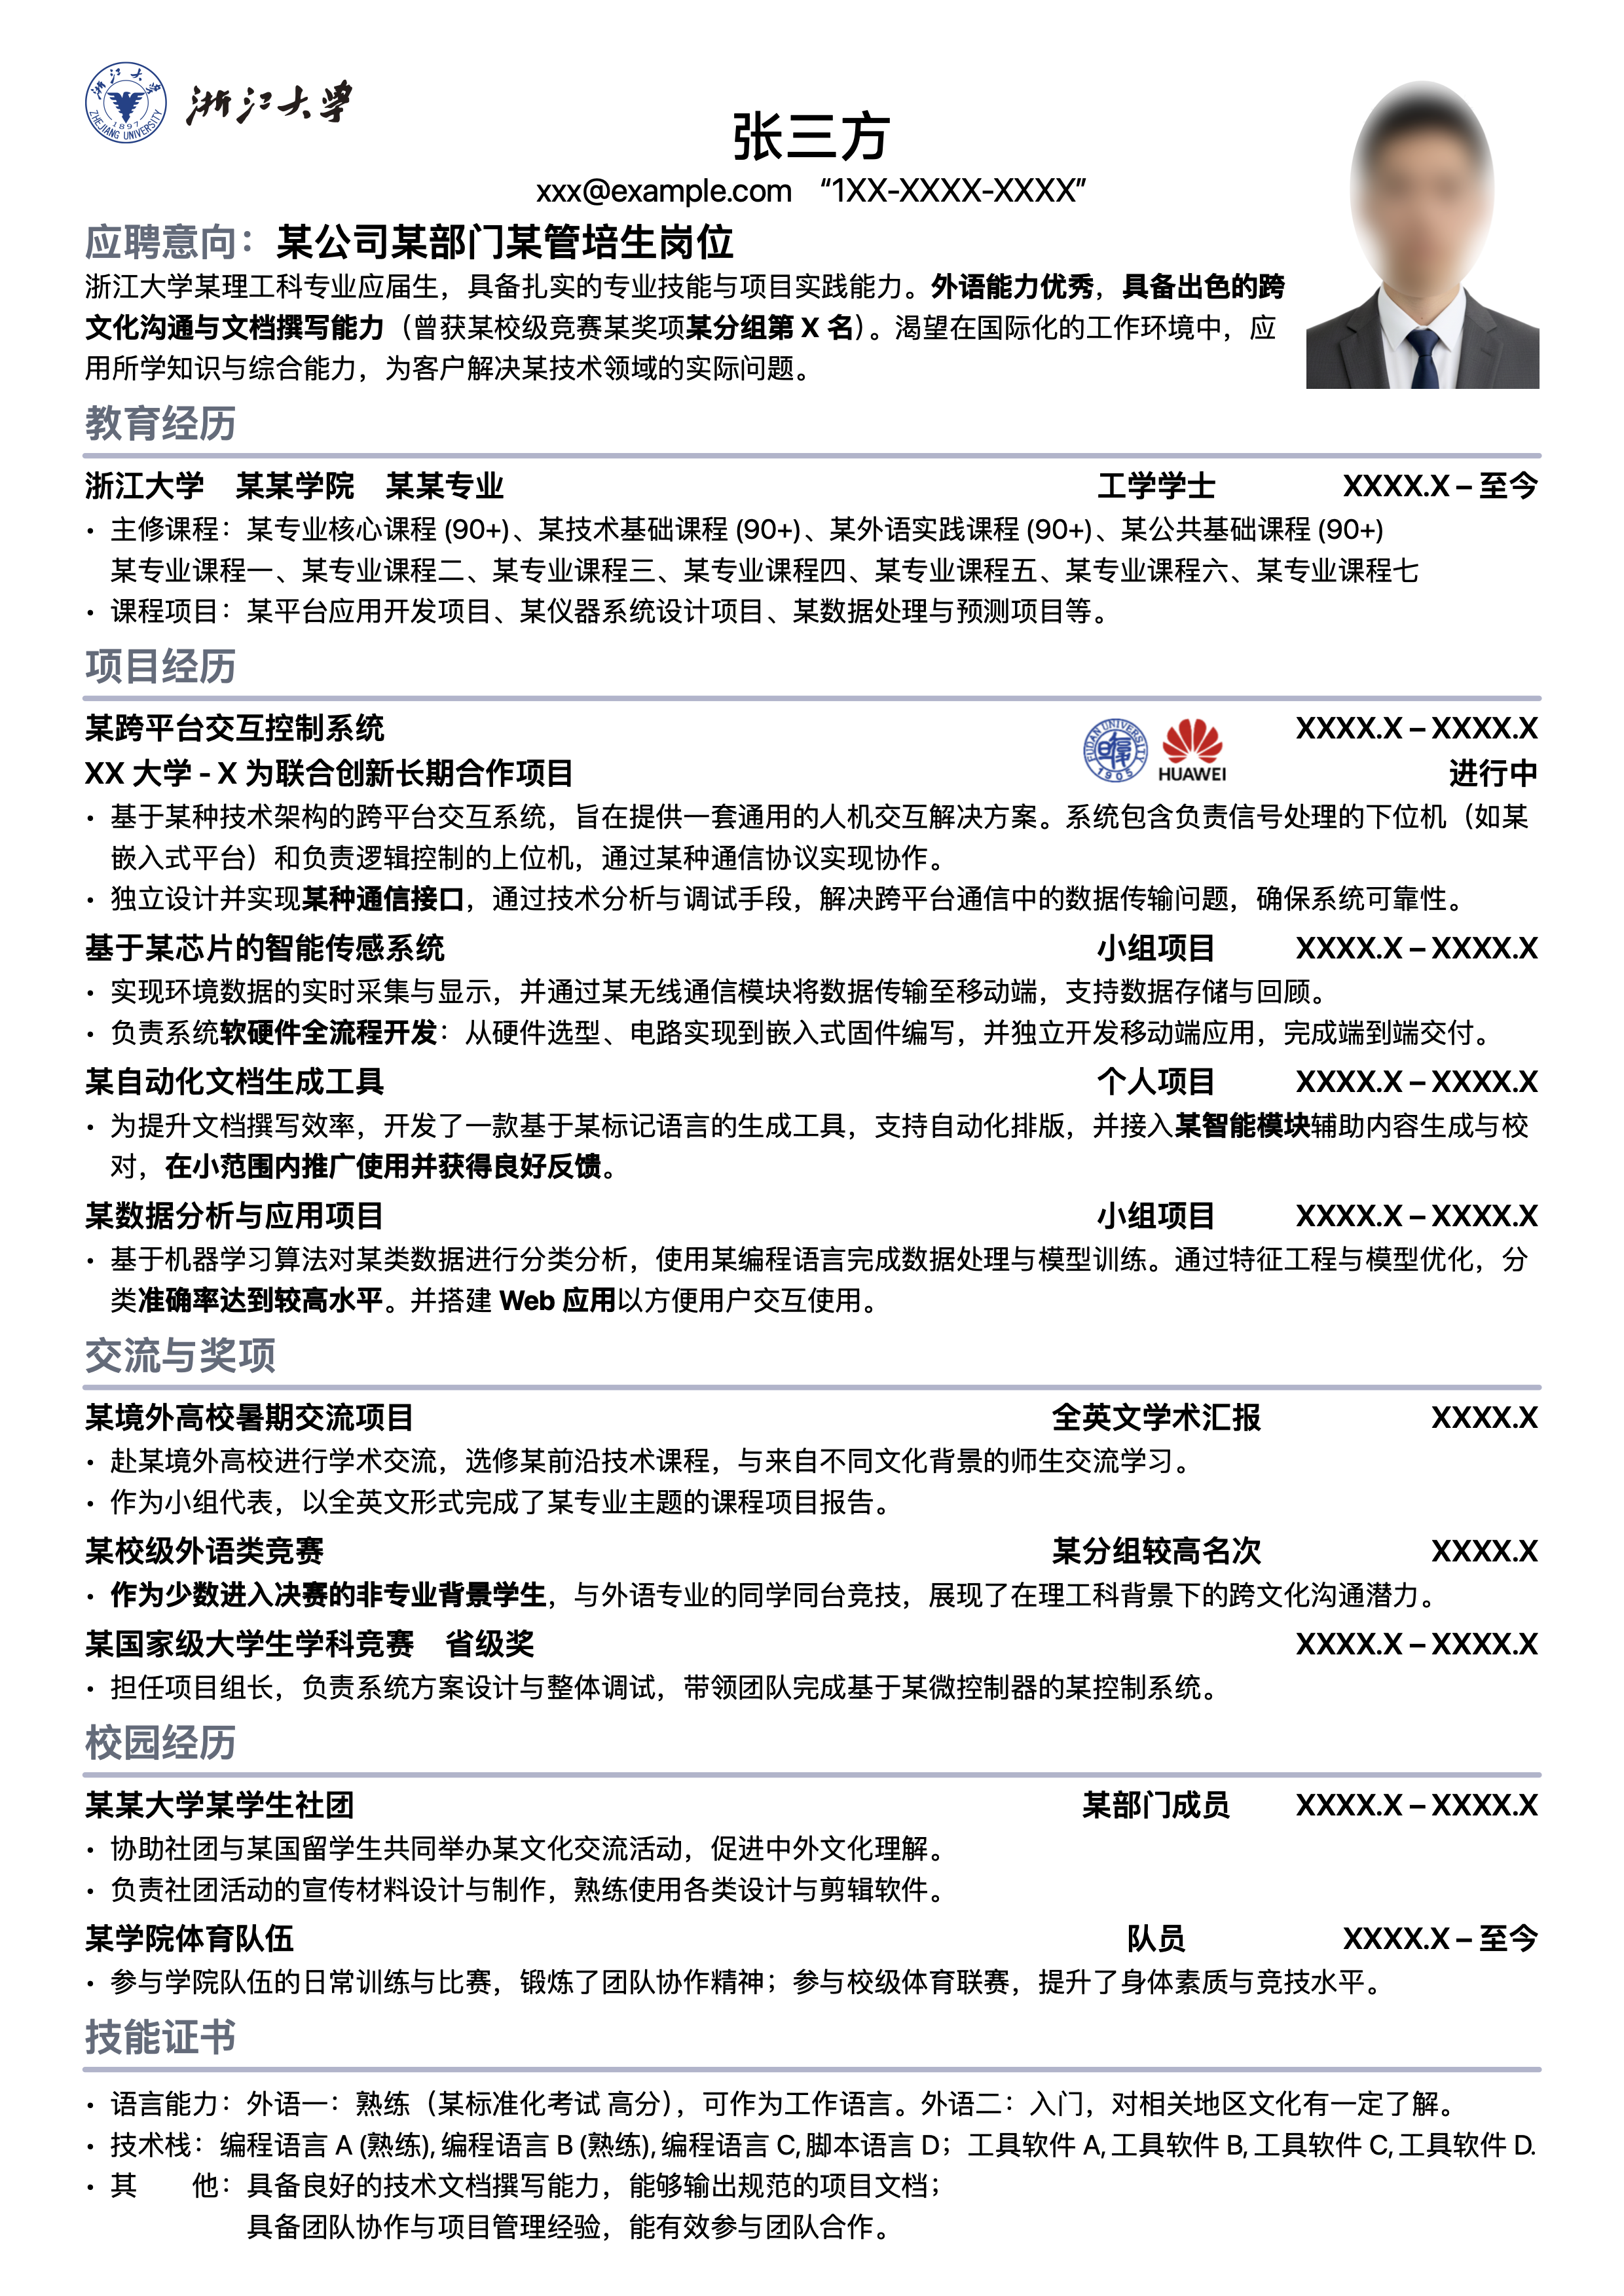 浙江大学
ZHEJIANG UNIVERSITY
1897
浙江大学
张三方
xxx@example.com “1XX-XXXX-XXXX”
应聘意向：某公司某部门某管培生岗位
浙江大学某理工科专业应届生，具备扎实的专业技能与项目实践能力。外语能力优秀，具备出色的跨
文化沟通与文档撰写能力（曾获某校级竞赛某奖项某分组第 X 名）。渴望在国际化的工作环境中，应
用所学知识与综合能力，为客户解决某技术领域的实际问题。
教育经历
浙江大学 某某学院 某某专业 工学学士 XXXX.X – 至今
• 主修课程：某专业核心课程 (90+)、某技术基础课程 (90+)、某外语实践课程 (90+)、某公共基础课程 (90+)
某专业课程一、某专业课程二、某专业课程三、某专业课程四、某专业课程五、某专业课程六、某专业课程七
• 课程项目：某平台应用开发项目、某仪器系统设计项目、某数据处理与预测项目等。
项目经历
某跨平台交互控制系统 XXXX.X – XXXX.X
XX 大学 - X 为联合创新长期合作项目 进行中
FUDAN UNIVERSITY
1905
HUAWEI
• 基于某种技术架构的跨平台交互系统，旨在提供一套通用的人机交互解决方案。系统包含负责信号处理的下位机（如某
嵌入式平台）和负责逻辑控制的上位机，通过某种通信协议实现协作。
• 独立设计并实现某种通信接口，通过技术分析与调试手段，解决跨平台通信中的数据传输问题，确保系统可靠性。
基于某芯片的智能传感系统 小组项目 XXXX.X – XXXX.X
• 实现环境数据的实时采集与显示，并通过某无线通信模块将数据传输至移动端，支持数据存储与回顾。
• 负责系统软硬件全流程开发：从硬件选型、电路实现到嵌入式固件编写，并独立开发移动端应用，完成端到端交付。
某自动化文档生成工具 个人项目 XXXX.X – XXXX.X
• 为提升文档撰写效率，开发了一款基于某标记语言的生成工具，支持自动化排版，并接入某智能模块辅助内容生成与校
对，在小范围内推广使用并获得良好反馈。
某数据分析与应用项目 小组项目 XXXX.X – XXXX.X
• 基于机器学习算法对某类数据进行分类分析，使用某编程语言完成数据处理与模型训练。通过特征工程与模型优化，分
类准确率达到较高水平。并搭建 Web 应用以方便用户交互使用。
交流与奖项
某境外高校暑期交流项目 全英文学术汇报 XXXX.X
• 赴某境外高校进行学术交流，选修某前沿技术课程，与来自不同文化背景的师生交流学习。
• 作为小组代表，以全英文形式完成了某专业主题的课程项目报告。
某校级外语类竞赛 某分组较高名次 XXXX.X
• 作为少数进入决赛的非专业背景学生，与外语专业的同学同台竞技，展现了在理工科背景下的跨文化沟通潜力。
某国家级大学生学科竞赛 省级奖 XXXX.X – XXXX.X
• 担任项目组长，负责系统方案设计与整体调试，带领团队完成基于某微控制器的某控制系统。
校园经历
某某大学某学生社团 某部门成员 XXXX.X – XXXX.X
• 协助社团与某国留学生共同举办某文化交流活动，促进中外文化理解。
• 负责社团活动的宣传材料设计与制作，熟练使用各类设计与剪辑软件。
某学院体育队伍 队员 XXXX.X – 至今
• 参与学院队伍的日常训练与比赛，锻炼了团队协作精神；参与校级体育联赛，提升了身体素质与竞技水平。
技能证书
• 语言能力：外语一：熟练（某标准化考试 高分），可作为工作语言。外语二：入门，对相关地区文化有一定了解。
• 技术栈：编程语言 A (熟练), 编程语言 B (熟练), 编程语言 C, 脚本语言 D；工具软件 A, 工具软件 B, 工具软件 C, 工具软件 D.
• 其 他：具备良好的技术文档撰写能力，能够输出规范的项目文档；
具备团队协作与项目管理经验，能有效参与团队合作。